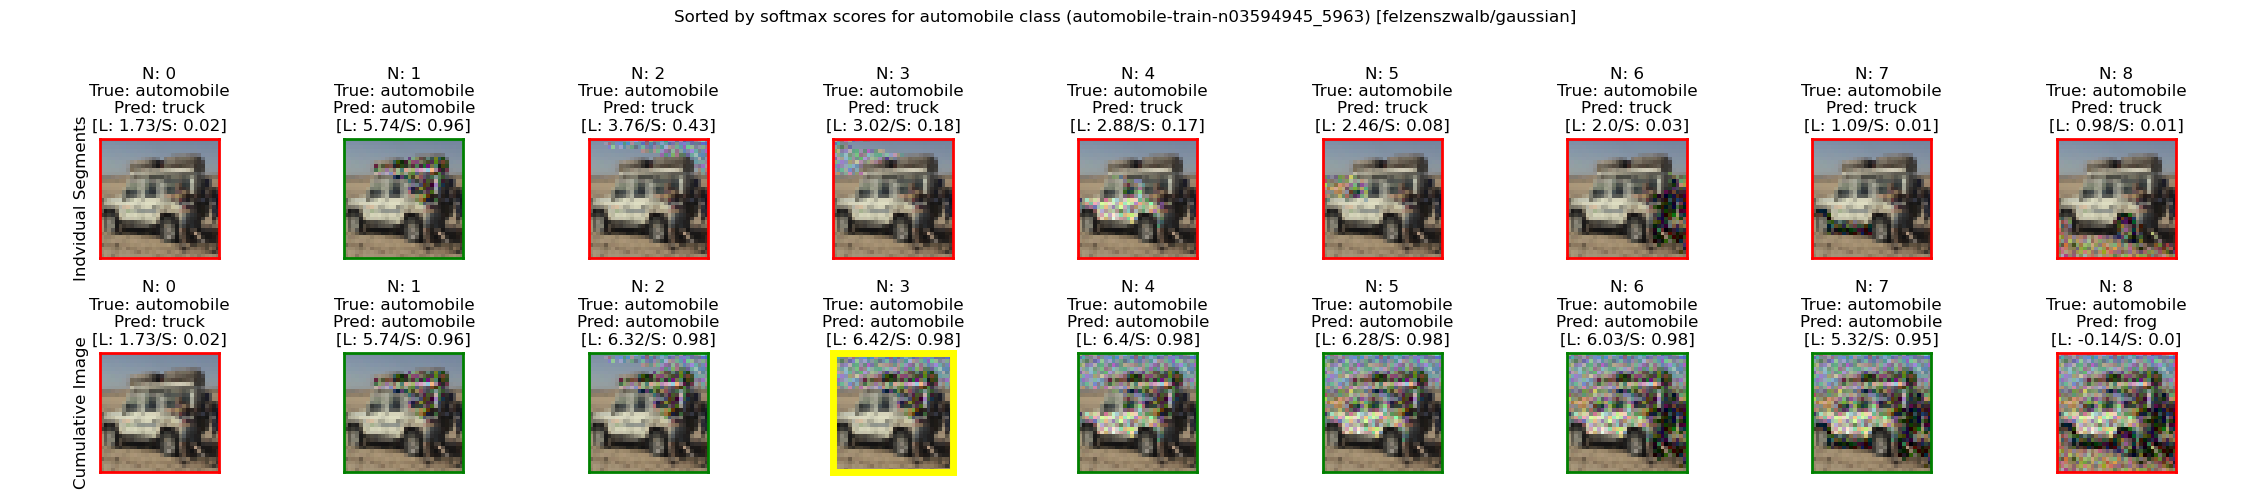 Sorted by softmax scores for automobile class (automobile-train-n03594945_5963) [felzenszwalb/gaussian]
Indvidual Segments
N: 0
True: automobile
Pred: truck
[L: 1.73/S: 0.02]
N: 1
True: automobile
Pred: automobile
[L: 5.74/S: 0.96]
N: 2
True: automobile
Pred: truck
[L: 3.76/S: 0.43]
N: 3
True: automobile
Pred: truck
[L: 3.02/S: 0.18]
N: 4
True: automobile
Pred: truck
[L: 2.88/S: 0.17]
N: 5
True: automobile
Pred: truck
[L: 2.46/S: 0.08]
N: 6
True: automobile
Pred: truck
[L: 2.0/S: 0.03]
N: 7
True: automobile
Pred: truck
[L: 1.09/S: 0.01]
N: 8
True: automobile
Pred: truck
[L: 0.98/S: 0.01]
Cumulative Image
N: 0
True: automobile
Pred: truck
[L: 1.73/S: 0.02]
N: 1
True: automobile
Pred: automobile
[L: 5.74/S: 0.96]
N: 2
True: automobile
Pred: automobile
[L: 6.32/S: 0.98]
N: 3
True: automobile
Pred: automobile
[L: 6.42/S: 0.98]
N: 4
True: automobile
Pred: automobile
[L: 6.4/S: 0.98]
N: 5
True: automobile
Pred: automobile
[L: 6.28/S: 0.98]
N: 6
True: automobile
Pred: automobile
[L: 6.03/S: 0.98]
N: 7
True: automobile
Pred: automobile
[L: 5.32/S: 0.95]
N: 8
True: automobile
Pred: frog
[L: -0.14/S: 0.0]